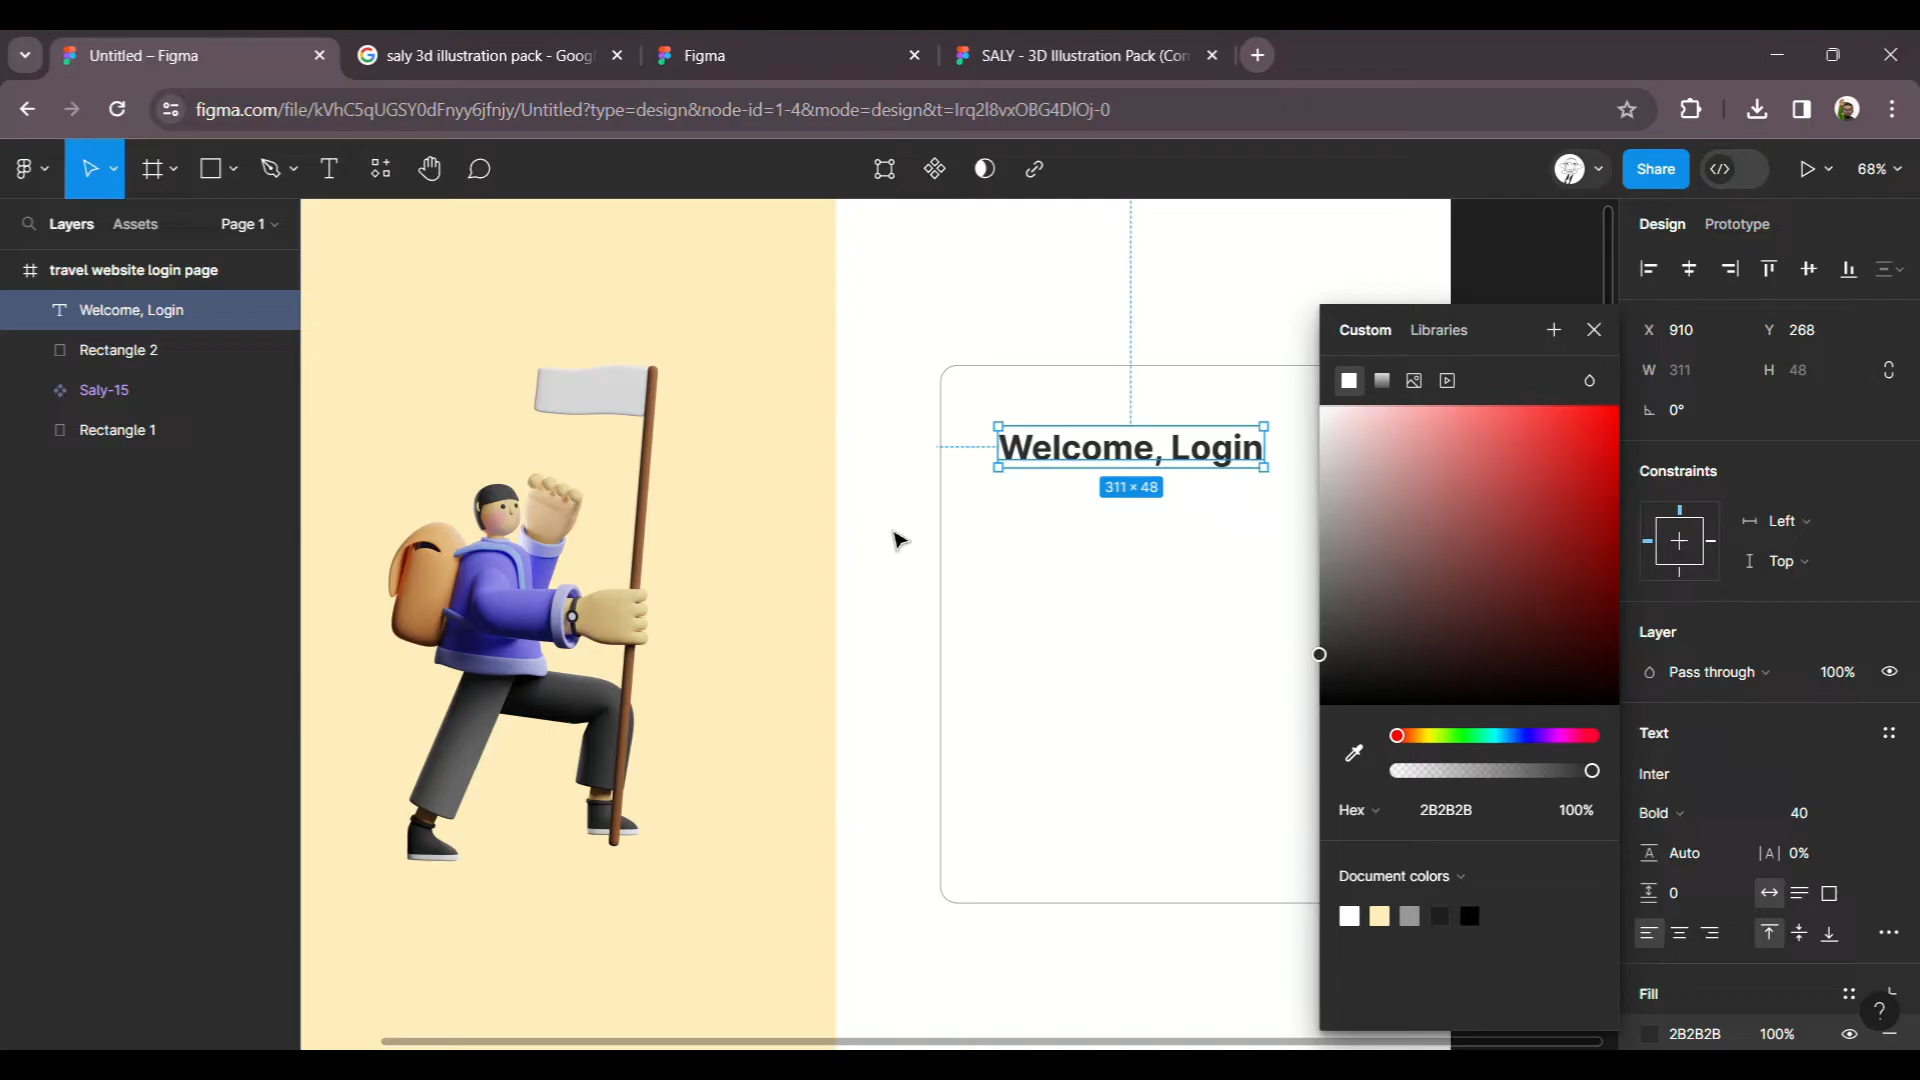 Untitled – Figma
saly 3d illustration pack - Goog
Figma
SALY - 3D Illustration Pack (Con
figma.com/file/kVhC5qUGSY0dFnyy6jfnjy/Untitled?type=design&node-id=1-4&mode=design&t=Irq2l8vxOBG4DlOj-0
Share
68%
Layers
Assets
Page 1
travel website login page
Welcome, Login
Rectangle 2
Saly-15
Rectangle 1
Welcome, Login
311 × 48
Custom
Libraries
Hex
2B2B2B
100%
Document colors
Design
Prototype
X 910
Y 268
W 311
H 48
0°
Constraints
Left
Top
Layer
Pass through
100%
Text
Inter
Bold
40
A Auto
|A| 0%
0
Fill
?
2B2B2B
100%